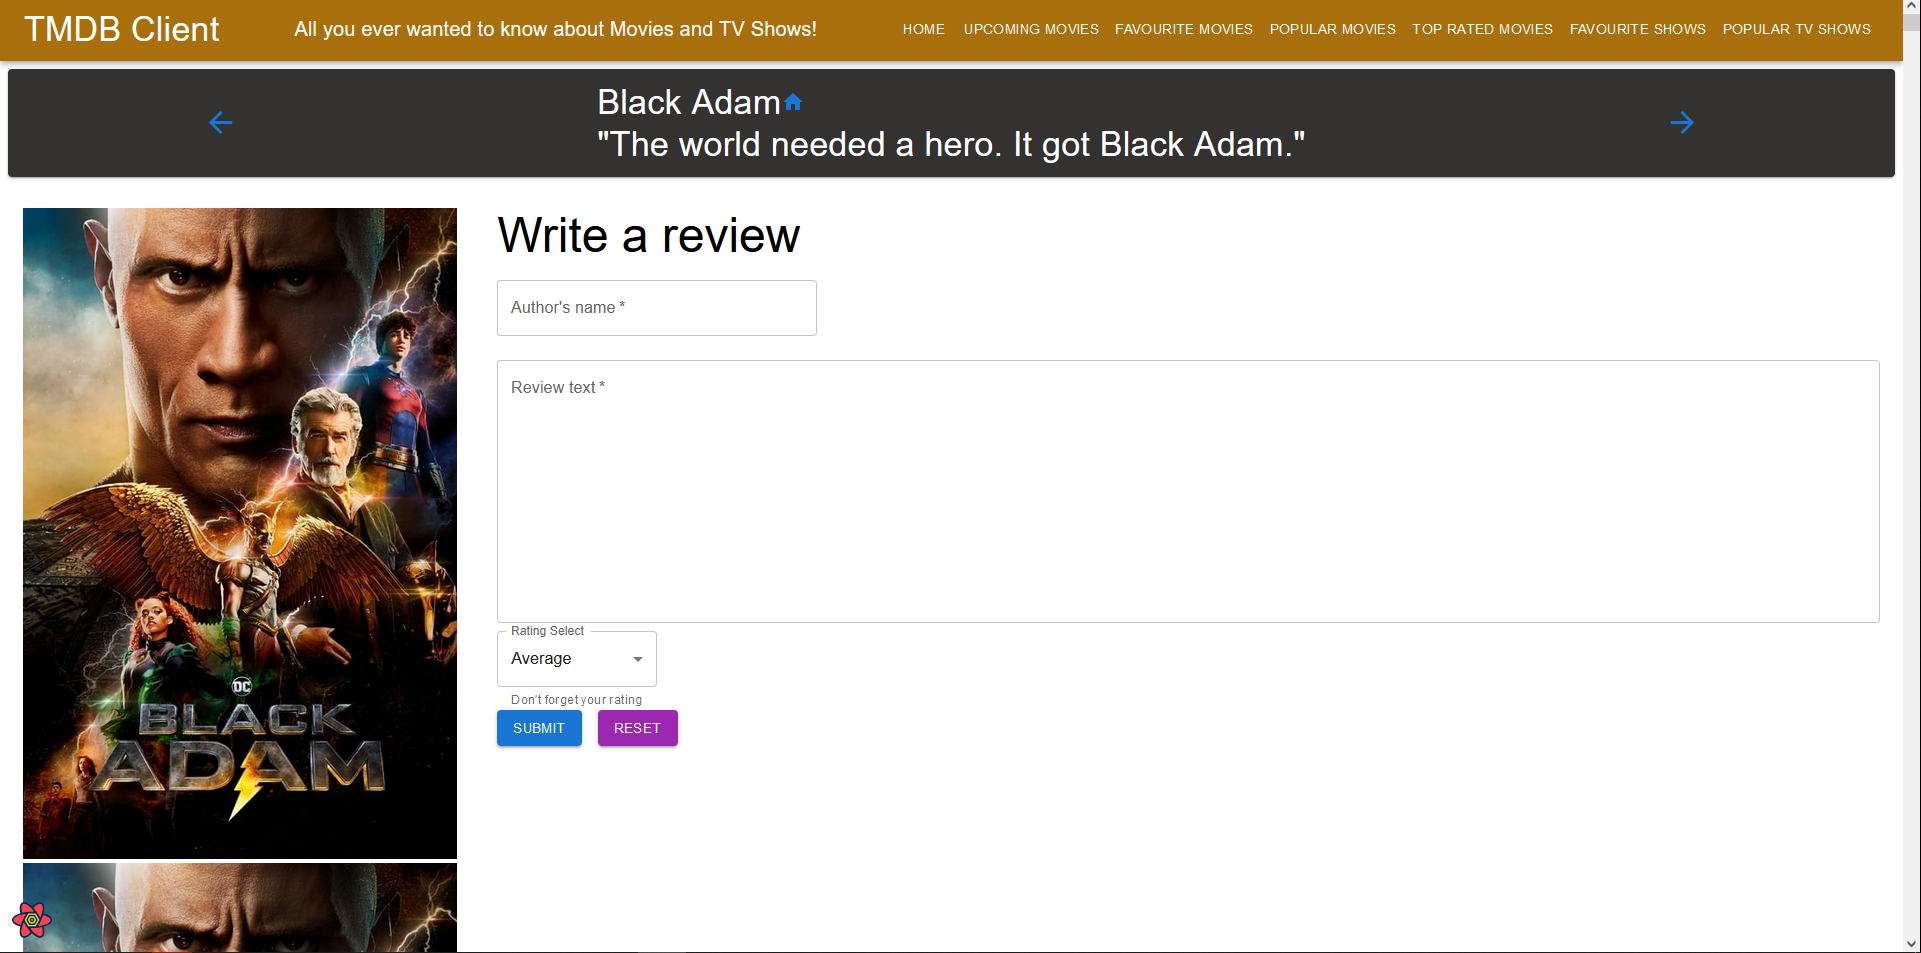 TMDB Client
All you ever wanted to know about Movies and TV Shows!
HOME UPCOMING MOVIES FAVOURITE MOVIES POPULAR MOVIES TOP RATED MOVIES FAVOURITE SHOWS POPULAR TV SHOWS
Black Adam
"The world needed a hero. It got Black Adam."
DC
BLACK
ADAM
Write a review
Author's name *
Review text *
Rating Select
Average
Don't forget your rating
SUBMIT RESET